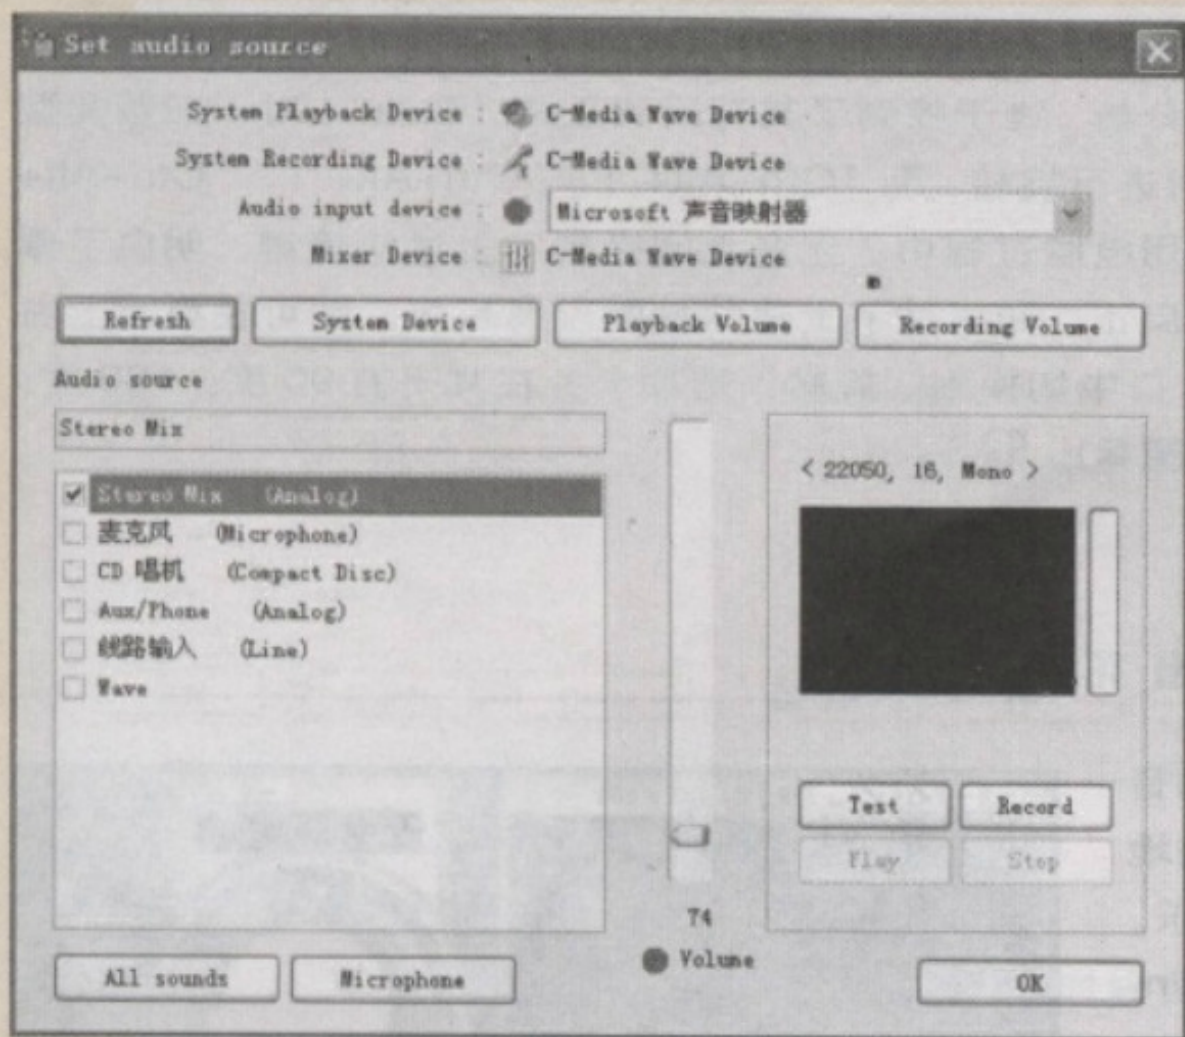 Set audio source
System Playback Device : C-Media Wave Device
System Recording Device : C-Media Wave Device
Audio input device : Microsoft 声音映射器
Mixer Device : C-Media Wave Device
Refresh System Device Playback Volume Recording Volume
Audio source
Stereo Mix
< 22050, 16, Mono >
Stereo Mix (Analog)
麦克风 (Microphone)
CD 唱机 (Compact Disc)
Aux/Phone (Analog)
线路输入 (Line)
Wave
Test Record
Play Stop
74
Volume
All sounds Microphone OK